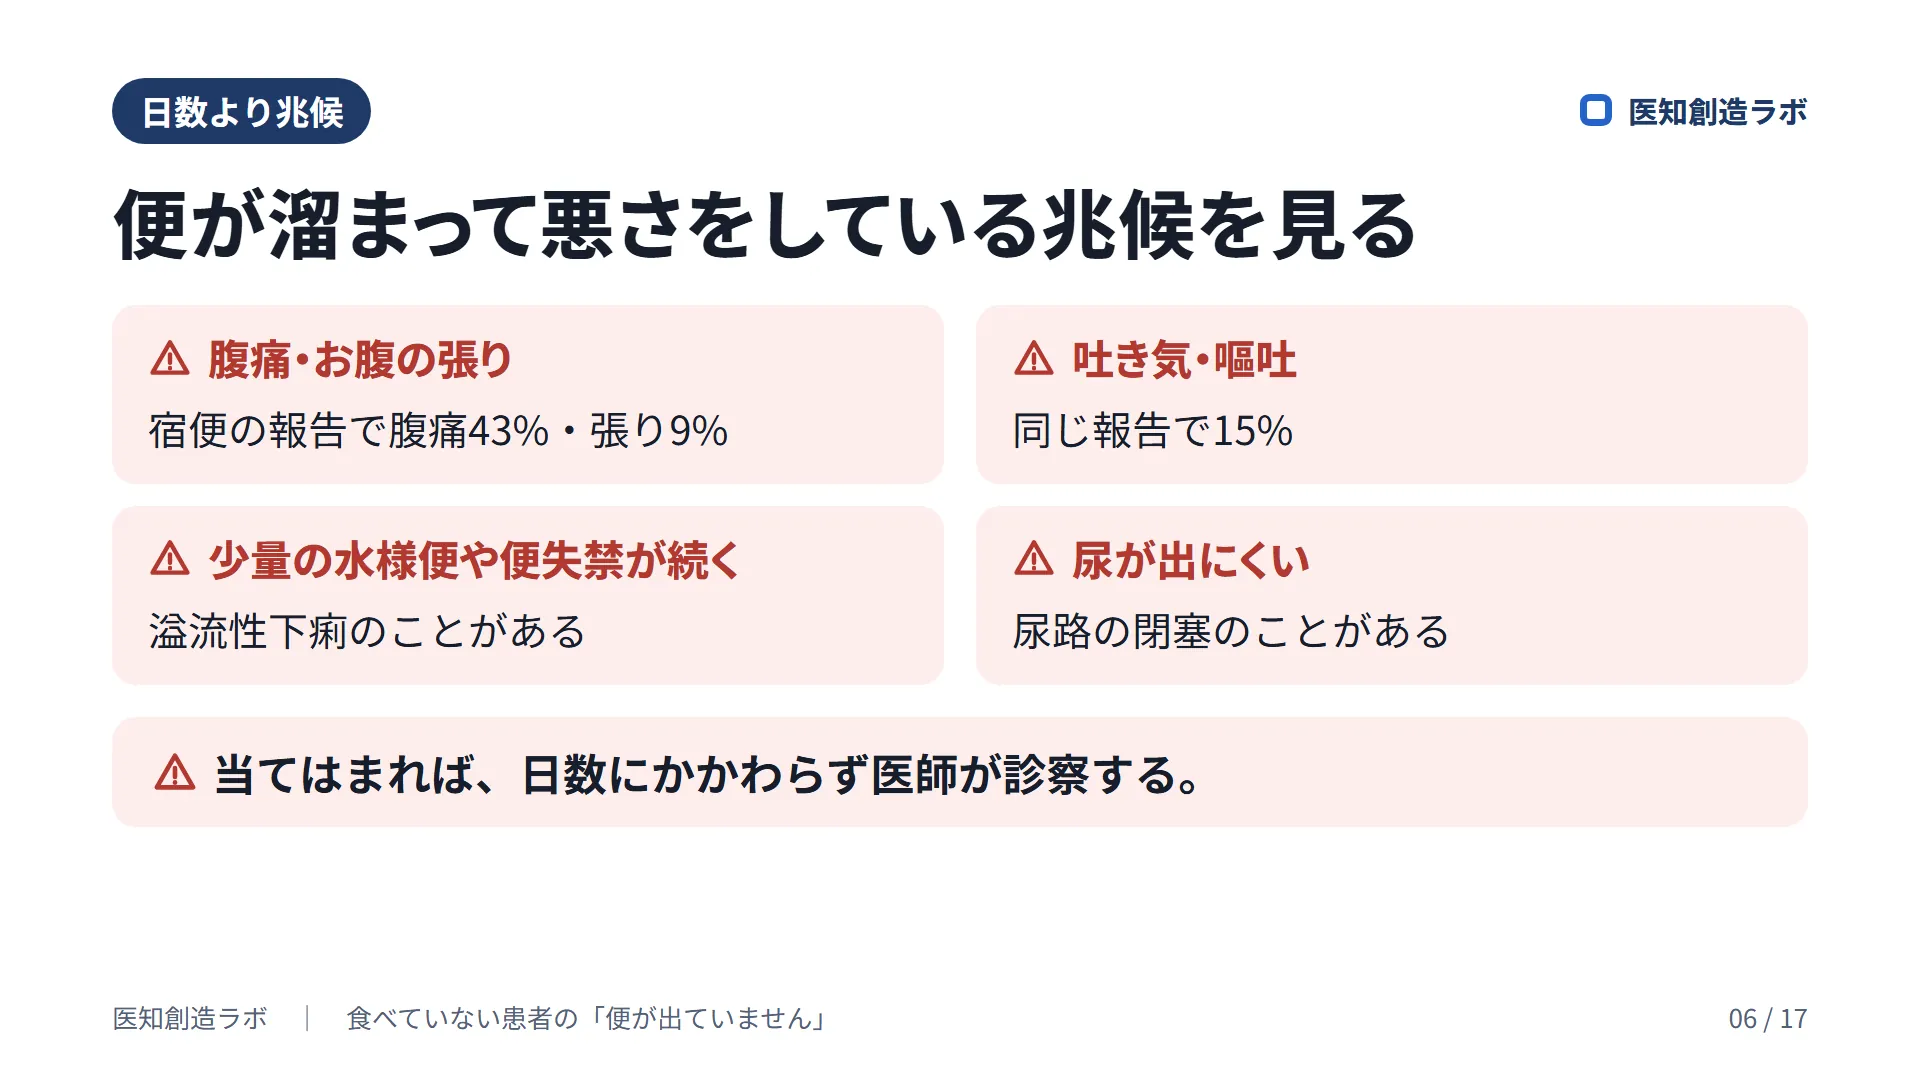 日数より兆候
医知創造ラボ
便が溜まって悪さをしている兆候を見る
腹痛・お腹の張り
宿便の報告で腹痛43%・張り9%
吐き気・嘔吐
同じ報告で15%
少量の水様便や便失禁が続く
溢流性下痢のことがある
尿が出にくい
尿路の閉塞のことがある
当てはまれば、日数にかかわらず医師が診察する。
医知創造ラボ ｜ 食べていない患者の「便が出ていません」
06 / 17